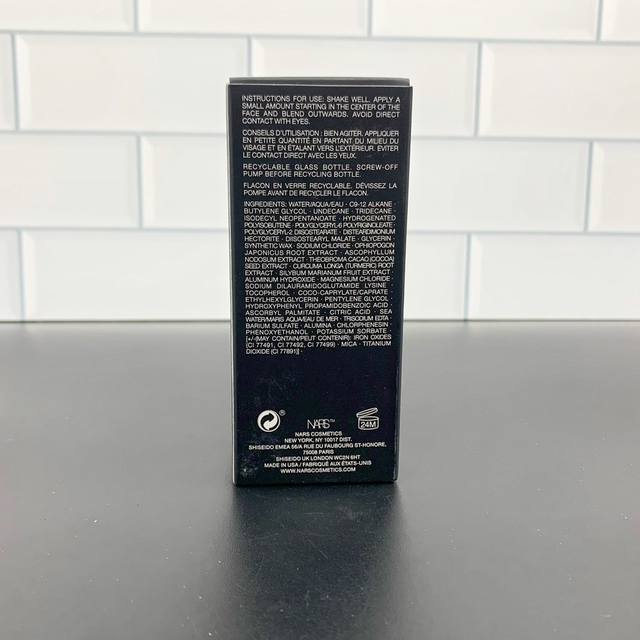 INSTRUCTIONS FOR USE: SHAKE WELL. APPLY A
SMALL AMOUNT STARTING IN THE CENTER OF THE
FACE AND BLEND OUTWARDS. AVOID DIRECT
CONTACT WITH EYES.
CONSEILS D'UTILISATION : BIEN AGITER. APPLIQUER
EN PETITE QUANTITÉ EN PARTANT DU MILIEU DU
VISAGE ET EN ÉTALANT VERS L'EXTÉRIEUR. ÉVITER
LE CONTACT DIRECT AVEC LES YEUX.
RECYCLABLE GLASS BOTTLE. SCREW-OFF
PUMP BEFORE RECYCLING BOTTLE.
FLACON EN VERRE RECYCLABLE. DÉVISSEZ LA
POMPE AVANT DE RECYCLER LE FLACON.
INGREDIENTS: WATER/AQUA/EAU · C9-12 ALKANE ·
BUTYLENE GLYCOL · UNDECANE · TRIDECANE ·
ISODECYL NEOPENTANOATE · HYDROGENATED
POLYISOBUTENE · POLYGLYCERYL-6 POLYRICINOLEATE ·
POLYGLYCERYL-2 DIISOSTEARATE · DISTEARDIMONIUM
HECTORITE · DIISOSTEARYL MALATE · GLYCERIN ·
SYNTHETIC WAX · SODIUM CHLORIDE · OPHIOPOGON
JAPONICUS ROOT EXTRACT · ASCOPHYLLUM
NODOSUM EXTRACT · THEOBROMA CACAO (COCOA)
SEED EXTRACT · CURCUMA LONGA (TURMERIC) ROOT
EXTRACT · SILYBUM MARIANUM FRUIT EXTRACT ·
ALUMINUM HYDROXIDE · MAGNESIUM CHLORIDE ·
SODIUM DILAURAMIDOGLUTAMIDE LYSINE ·
TOCOPHEROL · COCO-CAPRYLATE/CAPRATE ·
ETHYLHEXYLGLYCERIN · PENTYLENE GLYCOL ·
HYDROXYPHENYL PROPAMIDOBENZOIC ACID ·
ASCORBYL PALMITATE · CITRIC ACID · SEA
WATER/MARIS AQUA/EAU DE MER · TRISODIUM EDTA ·
BARIUM SULFATE · ALUMINA · CHLORPHENESIN ·
PHENOXYETHANOL · POTASSIUM SORBATE ·
[+/-(MAY CONTAIN/PEUT CONTENIR): IRON OXIDES
(CI 77491, CI 77492, CI 77499) · MICA · TITANIUM
DIOXIDE (CI 77891)] ·
NARS™
24M
NARS COSMETICS
NEW YORK, NY 10017 DIST.
SHISEIDO EMEA 56/A RUE DU FAUBOURG ST-HONORE,
75008 PARIS
SHISEIDO UK LONDON WC2N 6HT
MADE IN USA / FABRIQUÉ AUX ÉTATS-UNIS
WWW.NARSCOSMETICS.COM